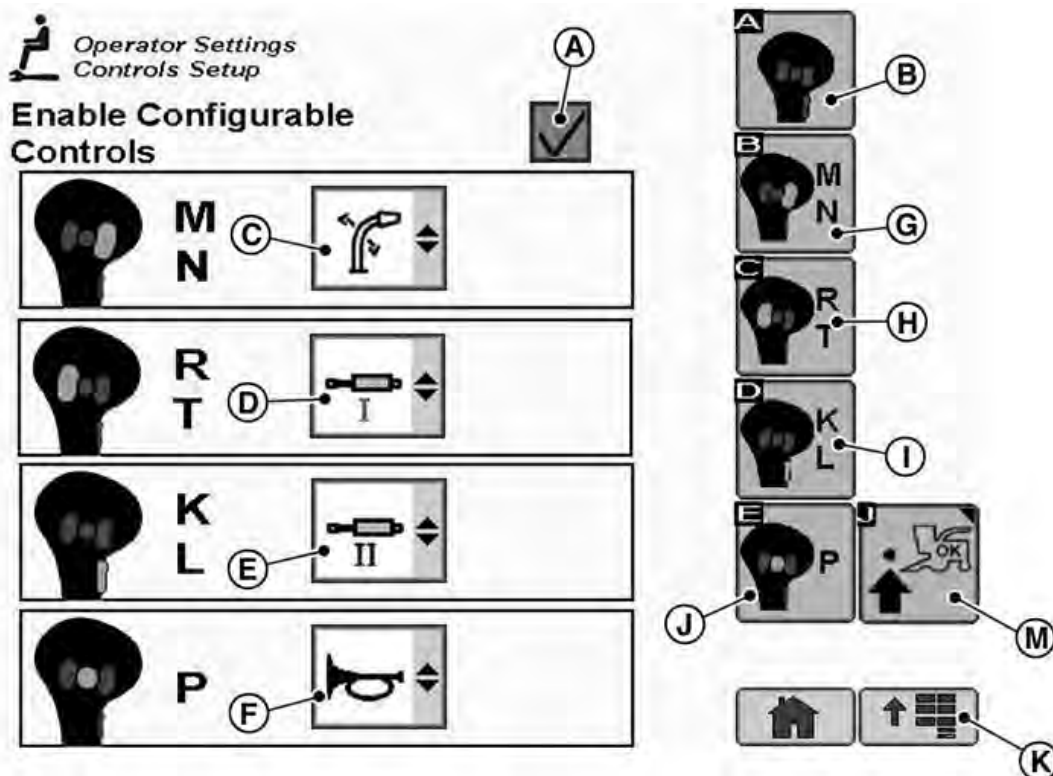 Operator Settings
Controls Setup
Enable Configurable
Controls
A
M
N
C
R
T
D
I
K
L
E
II
P
F
A
B
B
M
N
G
C
R
T
H
D
K
L
I
E
P
J
J
OK
M
K